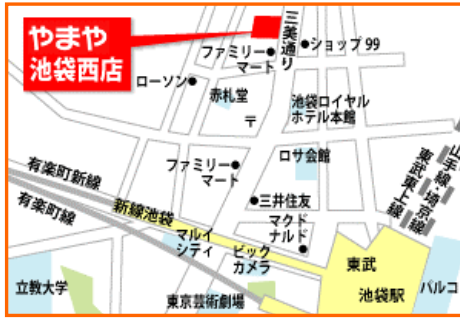 やまや
池袋西店
三業通り
ファミリー
マート
ショップ99
ローソン
赤札堂
池袋ロイヤル
ホテル本館
〒
ファミリー
マート
ロサ会館
山手線・埼京線
東武東上線
有楽町新線
新線池袋
有楽町線
三井住友
マクド
ナルド
マルイ
シティ
ビック
カメラ
東武
池袋駅
パルコ
立教大学
東京芸術劇場